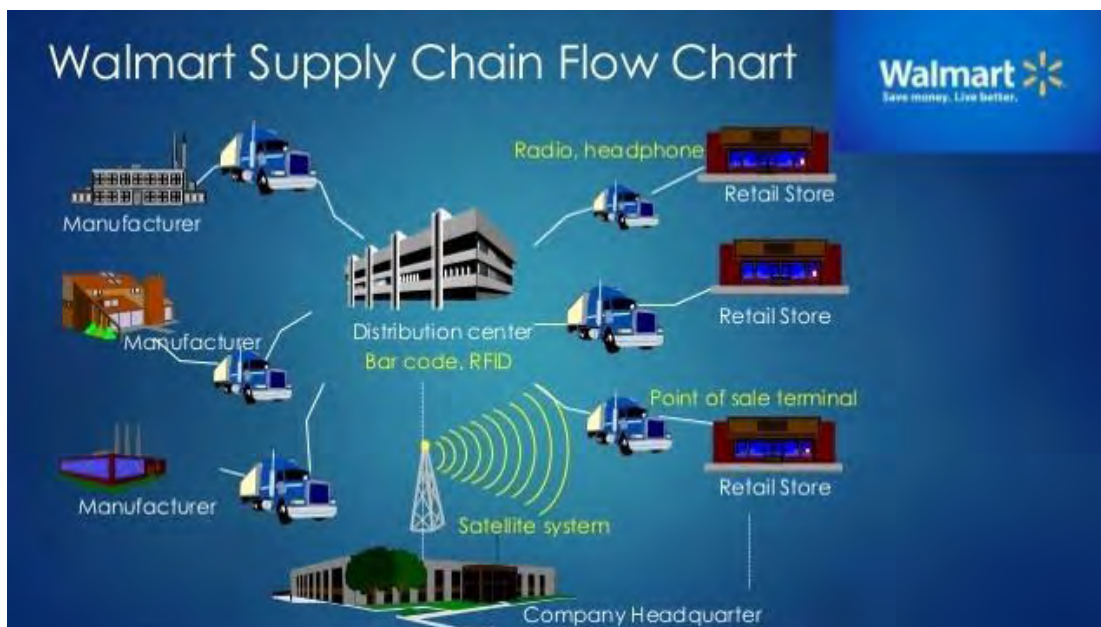 Walmart Supply Chain Flow Chart
Walmart
Save money. Live better.
Radio, headphone
Retail Store
Manufacturer
Retail Store
Distribution center
Manufacturer
Bar code, RFID
Point of sale terminal
Retail Store
Manufacturer
Satellite system
Company Headquarter